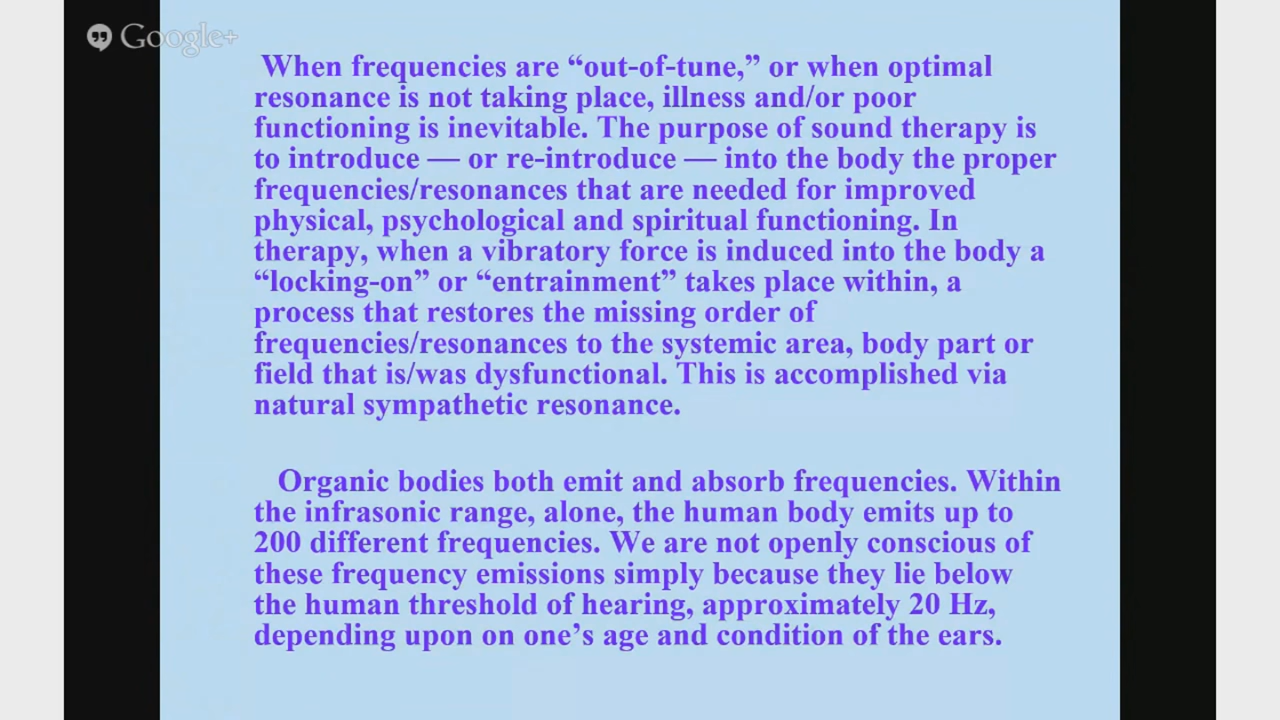 Google+
When frequencies are “out-of-tune,” or when optimal
resonance is not taking place, illness and/or poor
functioning is inevitable. The purpose of sound therapy is
to introduce — or re-introduce — into the body the proper
frequencies/resonances that are needed for improved
physical, psychological and spiritual functioning. In
therapy, when a vibratory force is induced into the body a
“locking-on” or “entrainment” takes place within, a
process that restores the missing order of
frequencies/resonances to the systemic area, body part or
field that is/was dysfunctional. This is accomplished via
natural sympathetic resonance.
Organic bodies both emit and absorb frequencies. Within
the infrasonic range, alone, the human body emits up to
200 different frequencies. We are not openly conscious of
these frequency emissions simply because they lie below
the human threshold of hearing, approximately 20 Hz,
depending upon on one’s age and condition of the ears.